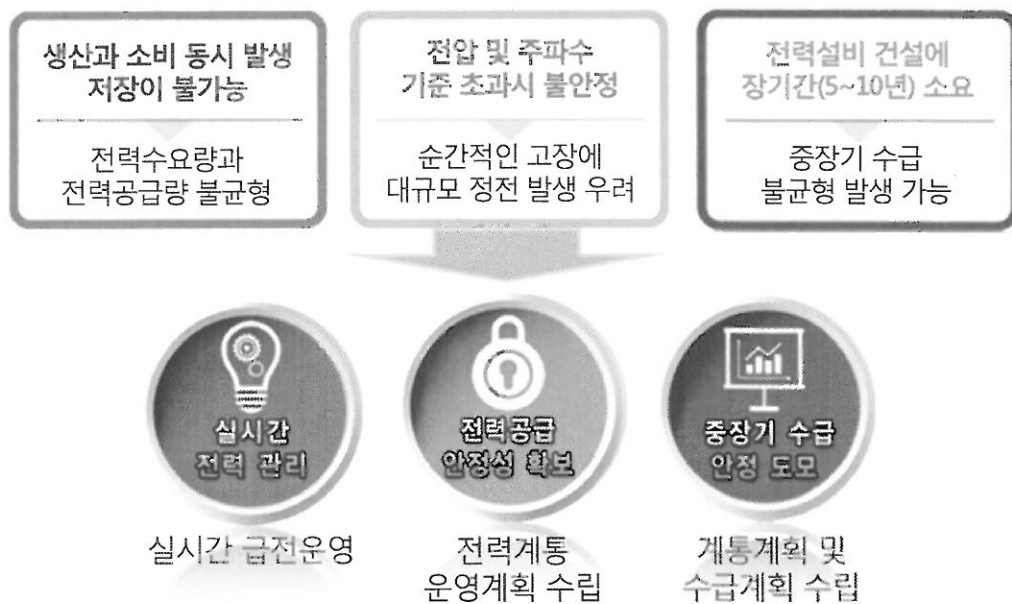 생산과 소비 동시 발생
저장이 불가능
전력수요량과
전력공급량 불균형
전압 및 주파수
기준 초과시 불안정
순간적인 고장에
대규모 정전 발생 우려
전력설비 건설에
장기간(5~10년) 소요
중장기 수급
불균형 발생 가능
실시간
전력 관리
실시간 급전운영
전력공급
안정성 확보
전력계통
운영계획 수립
중장기 수급
안정 도모
계통계획 및
수급계획 수립